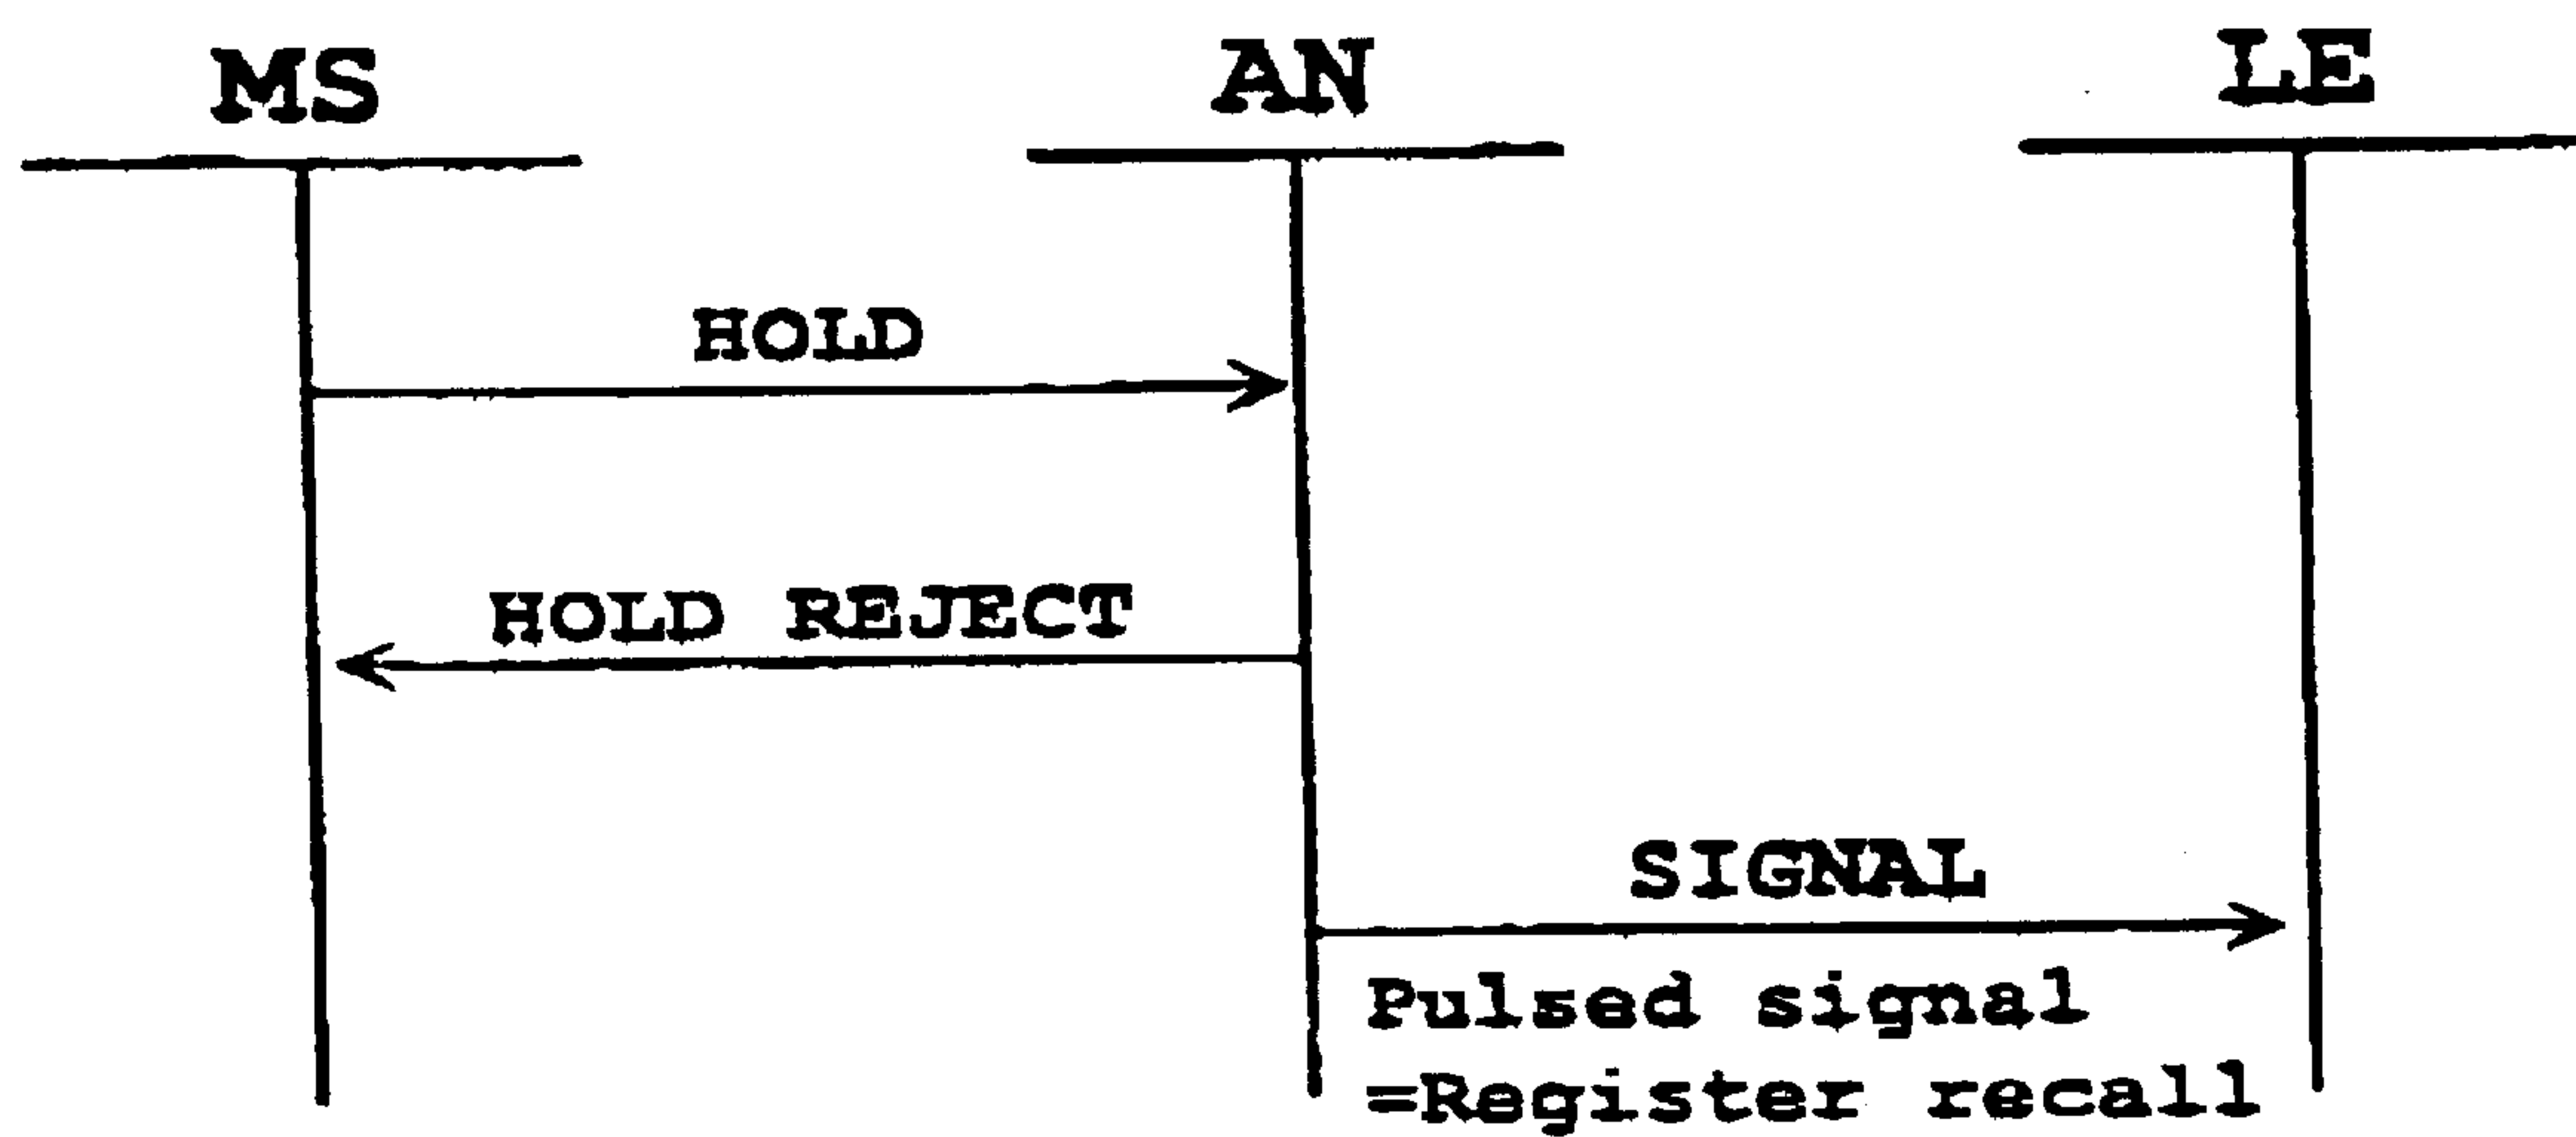 MS AN LE
HOLD
HOLD REJECT
SIGNAL
Pulsed signal
=Register recall